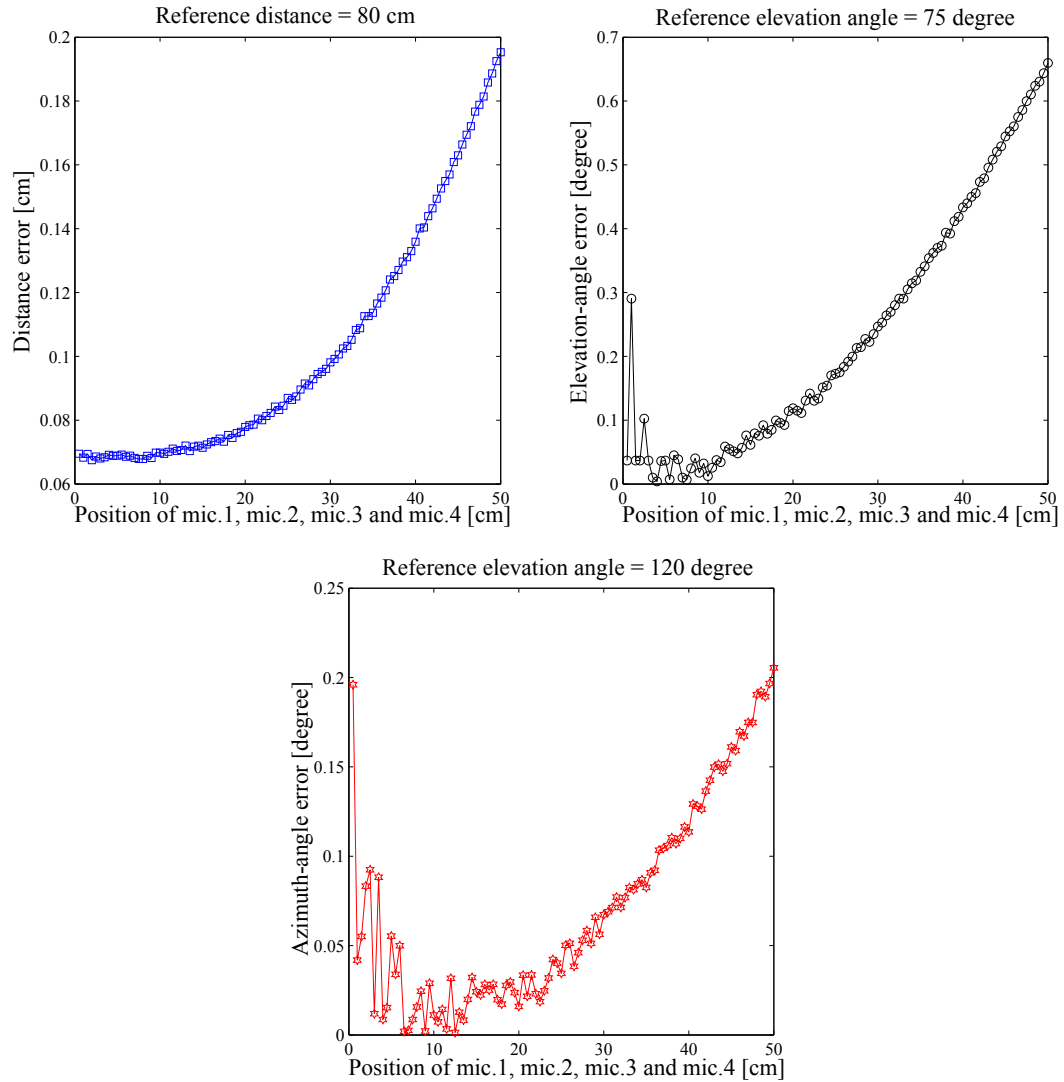 Reference distance = 80 cm
0.2
0.18
0.16
0.14
0.12
0.1
0.08
0.06
Distance error [cm]
0 10 20 30 40 50
Position of mic.1, mic.2, mic.3 and mic.4 [cm]
Reference elevation angle = 75 degree
0.7
0.6
0.5
0.4
0.3
0.2
0.1
0
Elevation-angle error [degree]
0 10 20 30 40 50
Position of mic.1, mic.2, mic.3 and mic.4 [cm]
Reference elevation angle = 120 degree
0.25
0.2
0.15
0.1
0.05
0
Azimuth-angle error [degree]
0 10 20 30 40 50
Position of mic.1, mic.2, mic.3 and mic.4 [cm]